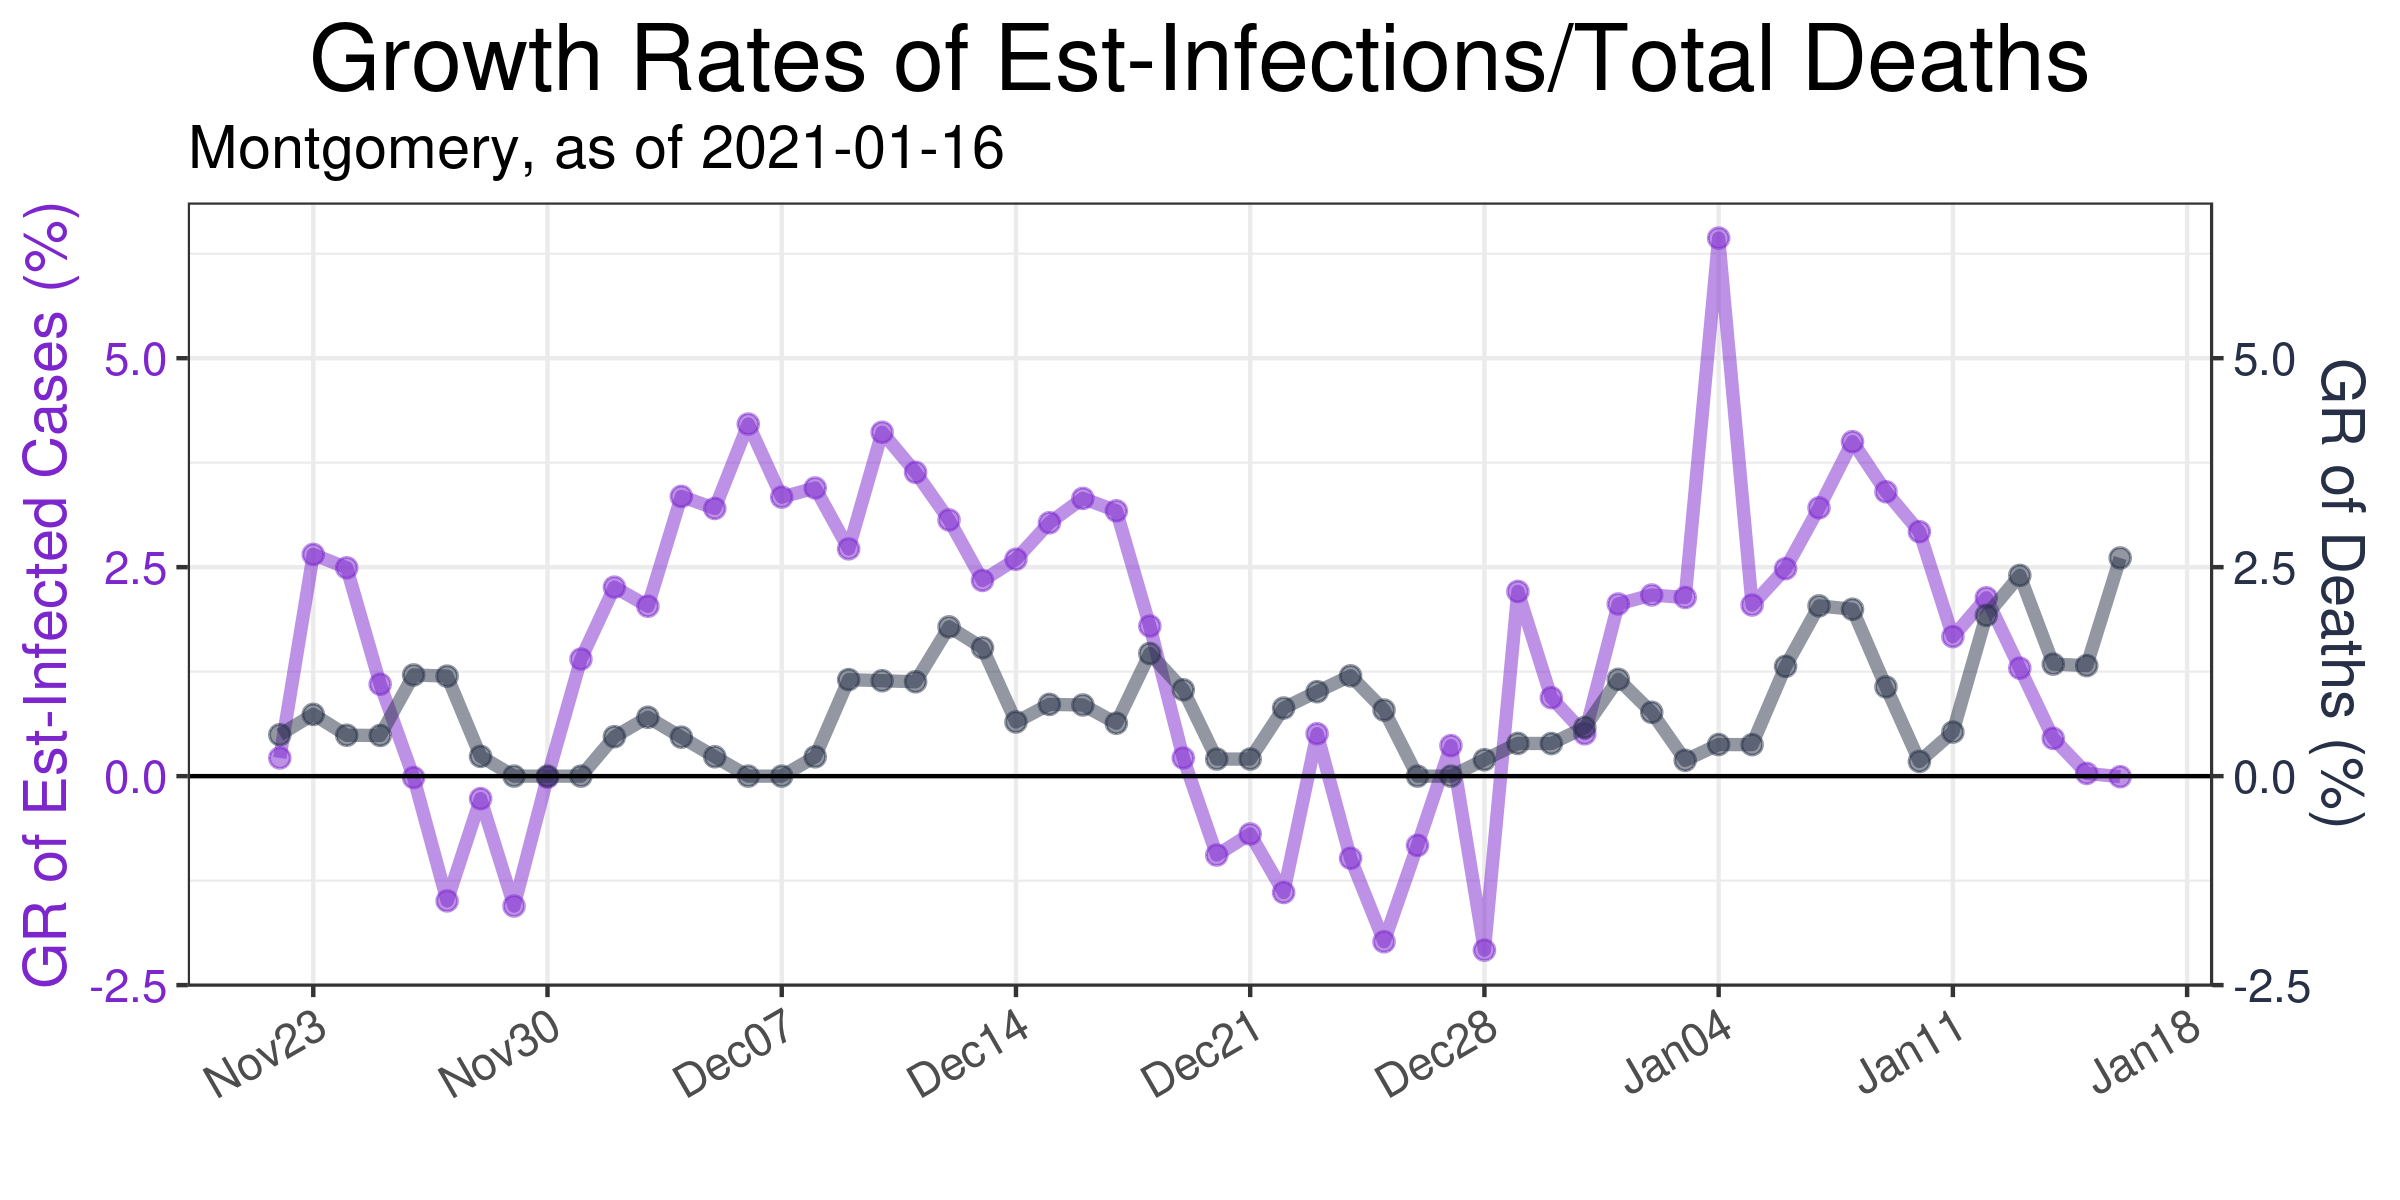 Growth Rates of Est-Infections/Total Deaths
Montgomery, as of 2021-01-16
GR of Est-Infected Cases (%)
5.0
2.5
0.0
-2.5
5.0
2.5
0.0
-2.5
GR of Deaths (%)
Nov23
Nov30
Dec07
Dec14
Dec21
Dec28
Jan04
Jan11
Jan18